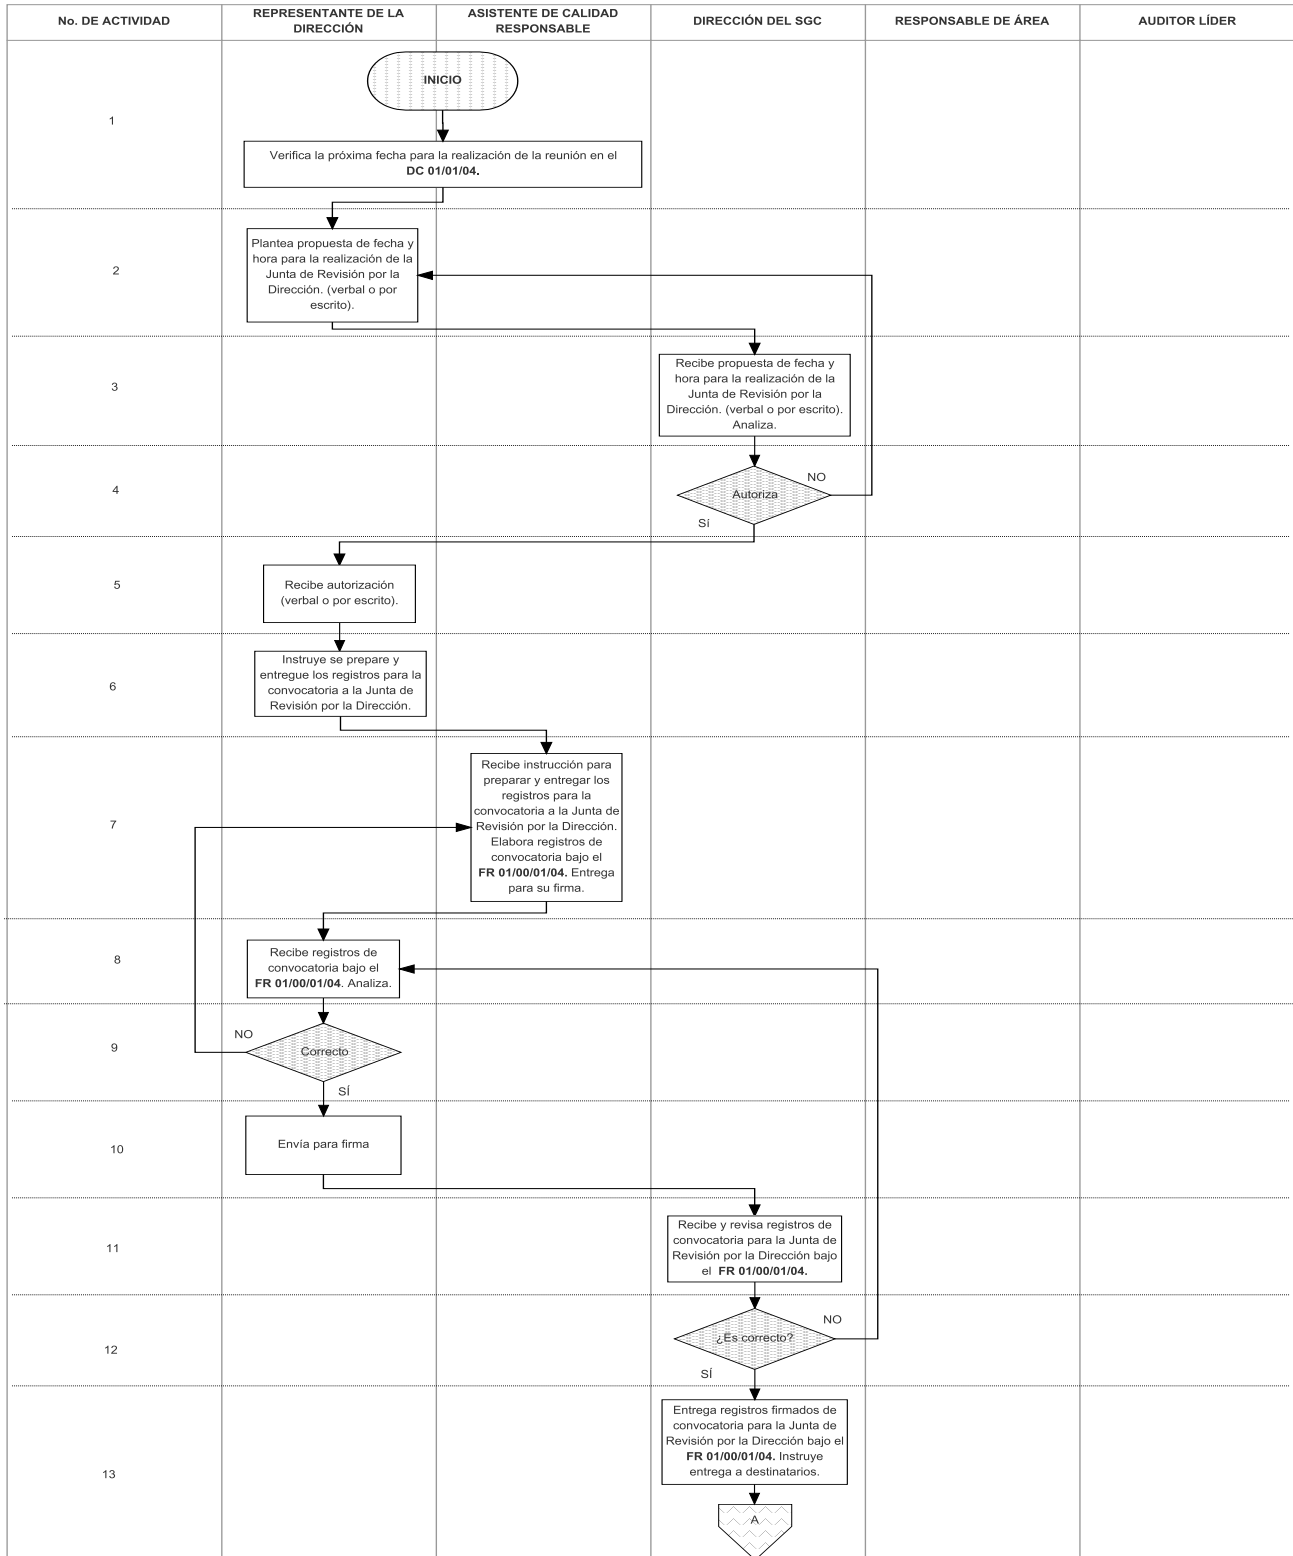 No. DE ACTIVIDAD
REPRESENTANTE DE LA
DIRECCIÓN
ASISTENTE DE CALIDAD
RESPONSABLE
DIRECCIÓN DEL SGC
RESPONSABLE DE ÁREA
AUDITOR LÍDER
INICIO
1
Verifica la próxima fecha para la realización de la reunión en el
DC 01/01/04.
2
Plantea propuesta de fecha y
hora para la realización de la
Junta de Revisión por la
Dirección. (verbal o por
escrito).
3
Recibe propuesta de fecha y
hora para la realización de la
Junta de Revisión por la
Dirección. (verbal o por escrito).
Analiza.
4
Autoriza
NO
Sí
5
Recibe autorización
(verbal o por escrito).
6
Instruye se prepare y
entregue los registros para la
convocatoria a la Junta de
Revisión por la Dirección.
7
Recibe instrucción para
preparar y entregar los
registros para la
convocatoria a la Junta de
Revisión por la Dirección.
Elabora registros de
convocatoria bajo el
FR 01/00/01/04. Entrega
para su firma.
8
Recibe registros de
convocatoria bajo el
FR 01/00/01/04. Analiza.
9
NO
Correcto
SÍ
10
Envía para firma
11
Recibe y revisa registros de
convocatoria para la Junta de
Revisión por la Dirección bajo
el FR 01/00/01/04.
12
¿Es correcto?
NO
SÍ
13
Entrega registros firmados de
convocatoria para la Junta de
Revisión por la Dirección bajo el
FR 01/00/01/04. Instruye
entrega a destinatarios.
A